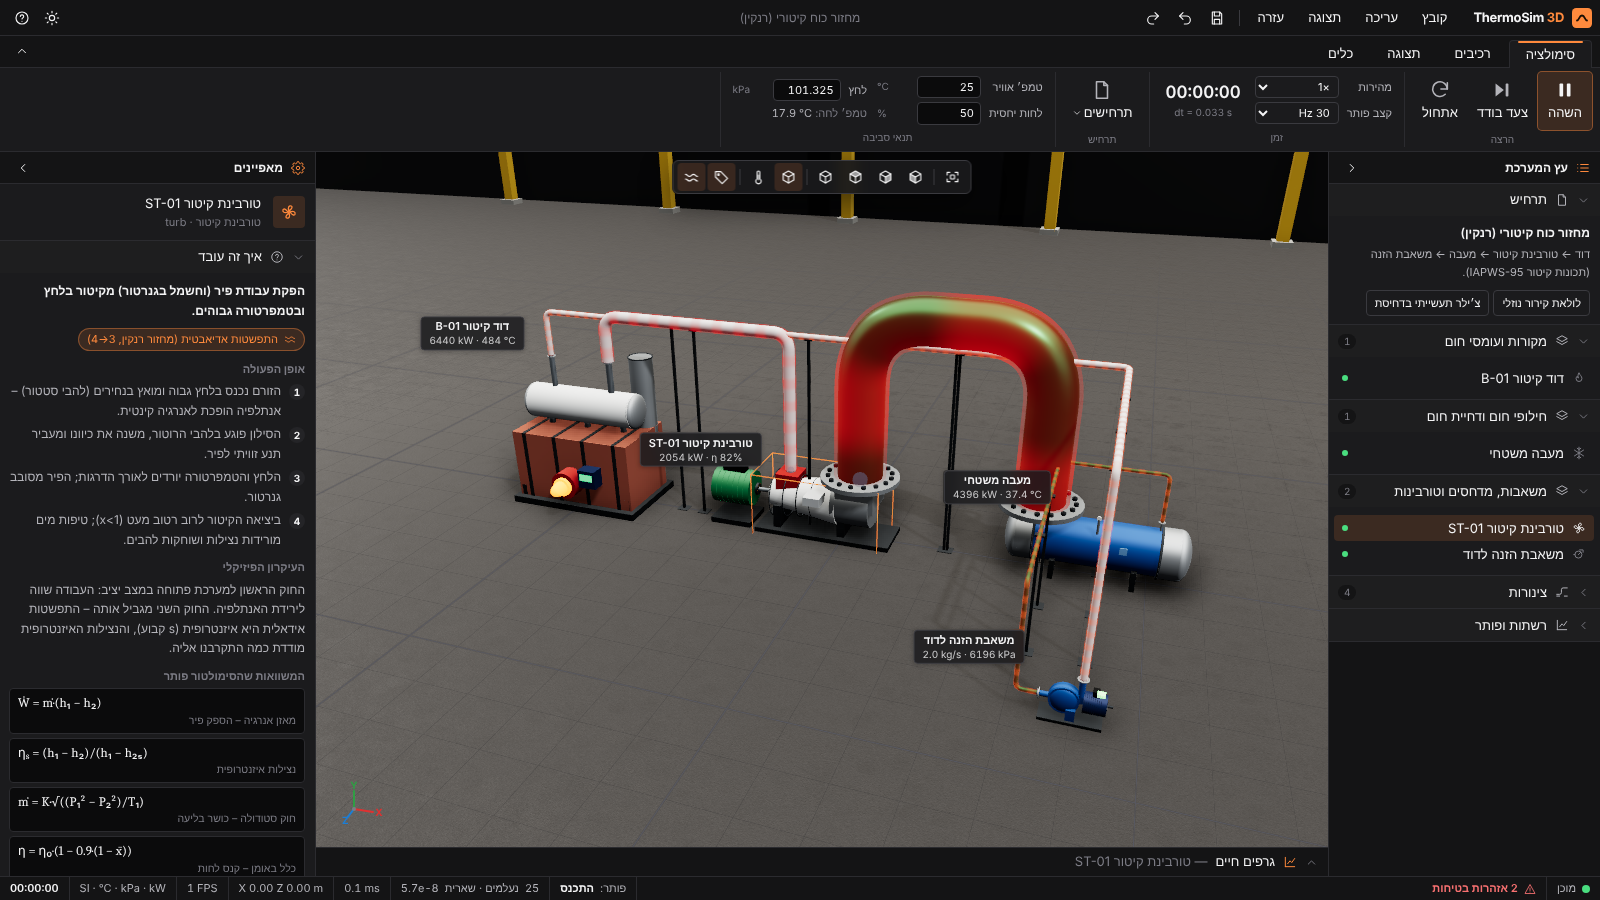 ThermoSim 3D
קובץ
עריכה
תצוגה
עזרה
מחזור כוח קיטורי (רנקין)
סימולציה
רכיבים
תצוגה
כלים
השהה
צעד בודד
אתחול
הרצה
מהירות
1×
קצב פותר
30 Hz
00:00:00
dt = 0.033 s
זמן
תרחישים
תרחיש
טמפ׳ אוויר
25
°C
לחץ
101.325
kPa
לחות יחסית
50
%
טמפ׳ לחה: 17.9 °C
תנאי סביבה
עץ המערכת
תרחיש
מחזור כוח קיטורי (רנקין)
דוד ← טורבינת קיטור ← מעבה ← משאבת הזנה
(תכונות קיטור IAPWS-95).
לולאת קירור נוזלי
צ׳ילר תעשייתי בדחיסת
מקורות ועומסי חום
1
דוד קיטור B-01
חילופי חום ודחיית חום
1
מעבה משטחי
משאבות, מדחסים וטורבינות
2
טורבינת קיטור ST-01
משאבת הזנה לדוד
צינורות
4
רשתות ופותר
דוד קיטור B-01
6440 kW · 484 °C
טורבינת קיטור ST-01
2054 kW · η 82%
מעבה משטחי
4396 kW · 37.4 °C
משאבת הזנה לדוד
2.0 kg/s · 6196 kPa
Y
X
Z
גרפים חיים — טורבינת קיטור ST-01
מאפיינים
טורבינת קיטור ST-01
טורבינת קיטור · turb
איך זה עובד
הפקת עבודת פיר (וחשמל בגנרטור) מקיטור בלחץ
ובטמפרטורה גבוהים.
התפשטות אדיאבטית (מחזור רנקין, 3→4)
אופן הפעולה
1 הזורם נכנס בלחץ גבוה ומואץ בנחירים (להבי סטטור) –
אנתלפיה הופכת לאנרגיה קינטית.
2 הסילון פוגע בלהבי הרוטור, משנה את כיוונו ומעביר
תנע זוויתי לפיר.
3 הלחץ והטמפרטורה יורדים לאורך הדרגות; הפיר מסובב
גנרטור.
4 ביציאה הקיטור לרוב רטוב מעט (x<1); טיפות מים
מורידות נצילות ושוחקות להבים.
העיקרון הפיזיקלי
החוק הראשון למערכת פתוחה במצב יציב: העבודה שווה
לירידת האנתלפיה. החוק השני מגביל אותה – התפשטות
אידאלית היא איזנטרופית (s קבוע), והנצילות האיזנטרופית
מודדת כמה התקרבנו אליה.
המשוואות שהסימולטור פותר
Ẇ = ṁ·(h₁ − h₂)
מאזן אנרגיה – הספק פיר
ηₛ = (h₁ − h₂)/(h₁ − h₂ₛ)
נצילות איזנטרופית
ṁ = K·√((P₁² − P₂²)/T₁)
חוק סטודולה – כושר בליעה
η = η₀·(1 − 0.9·(1 − x̄))
כלל באומן – קנס לחות
מוכן
2 אזהרות בטיחות
פותר: התכנס
25 נעלמים · שארית 5.7e-8
0.1 ms
X 0.00 Z 0.00 m
1 FPS
SI · °C · kPa · kW
00:00:00